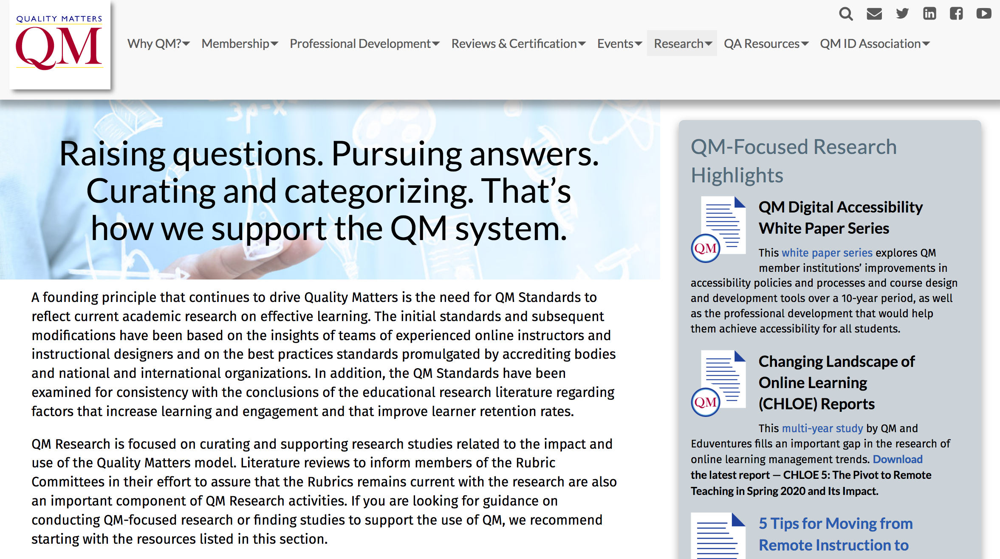 QUALITY MATTERS
QM
Why QM?
Membership
Professional Development
Reviews & Certification
Events
Research
QA Resources
QM ID Association
3p-x
Raising questions. Pursuing answers.
Curating and categorizing. That’s
how we support the QM system.
A founding principle that continues to drive Quality Matters is the need for QM Standards to
reflect current academic research on effective learning. The initial standards and subsequent
modifications have been based on the insights of teams of experienced online instructors and
instructional designers and on the best practices standards promulgated by accrediting bodies
and national and international organizations. In addition, the QM Standards have been
examined for consistency with the conclusions of the educational research literature regarding
factors that increase learning and engagement and that improve learner retention rates.
QM Research is focused on curating and supporting research studies related to the impact and
use of the Quality Matters model. Literature reviews to inform members of the Rubric
Committees in their effort to assure that the Rubrics remains current with the research are also
an important component of QM Research activities. If you are looking for guidance on
conducting QM-focused research or finding studies to support the use of QM, we recommend
starting with the resources listed in this section.
QM-Focused Research
Highlights
QM
QM Digital Accessibility
White Paper Series
This white paper series explores QM
member institutions’ improvements in
accessibility policies and processes and course design
and development tools over a 10-year period, as well
as the professional development that would help
them achieve accessibility for all students.
QM
Changing Landscape of
Online Learning
(CHLOE) Reports
This multi-year study by QM and
Eduventures fills an important gap in the research of
online learning management trends. Download
the latest report — CHLOE 5: The Pivot to Remote
Teaching in Spring 2020 and Its Impact.
5 Tips for Moving from
Remote Instruction to